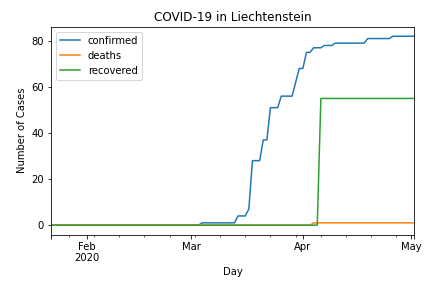 COVID-19 in Liechtenstein
confirmed
deaths
recovered
Number of Cases
80
60
40
20
0
Feb
2020
Mar
Apr
May
Day